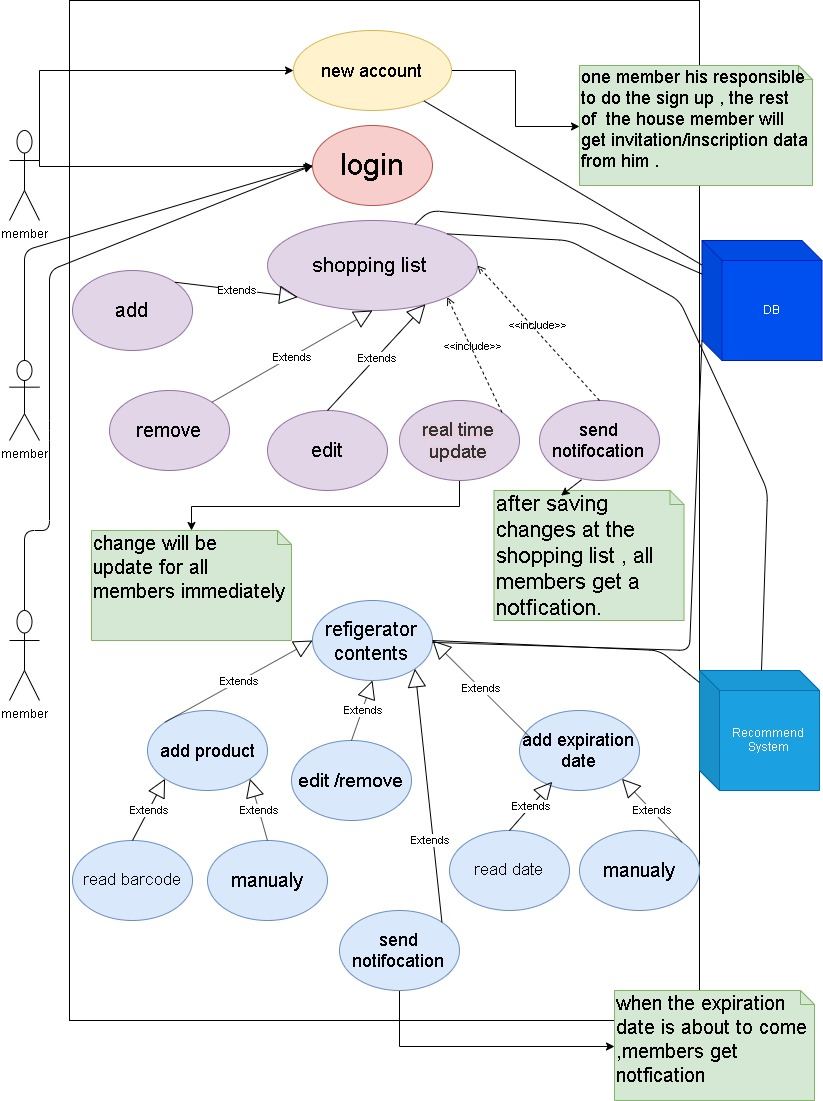 new account
one member his responsible
to do the sign up , the rest
of  the house member will
get invitation/inscription data
from him .
login
member
shopping list
Extends
add
DB
<<include>>
<<include>>
Extends
Extends
remove
edit
real time
update
send
notifocation
member
after saving
changes at the
shopping list , all
members get a
notfication.
change will be
update for all
members immediately
refigerator
contents
member
Extends
Extends
Extends
add product
edit /remove
add expiration
date
Recommend
System
Extends
Extends
Extends
Extends
Extends
read barcode
manualy
read date
manualy
send
notifocation
when the expiration
date is about to come
,members get
notfication